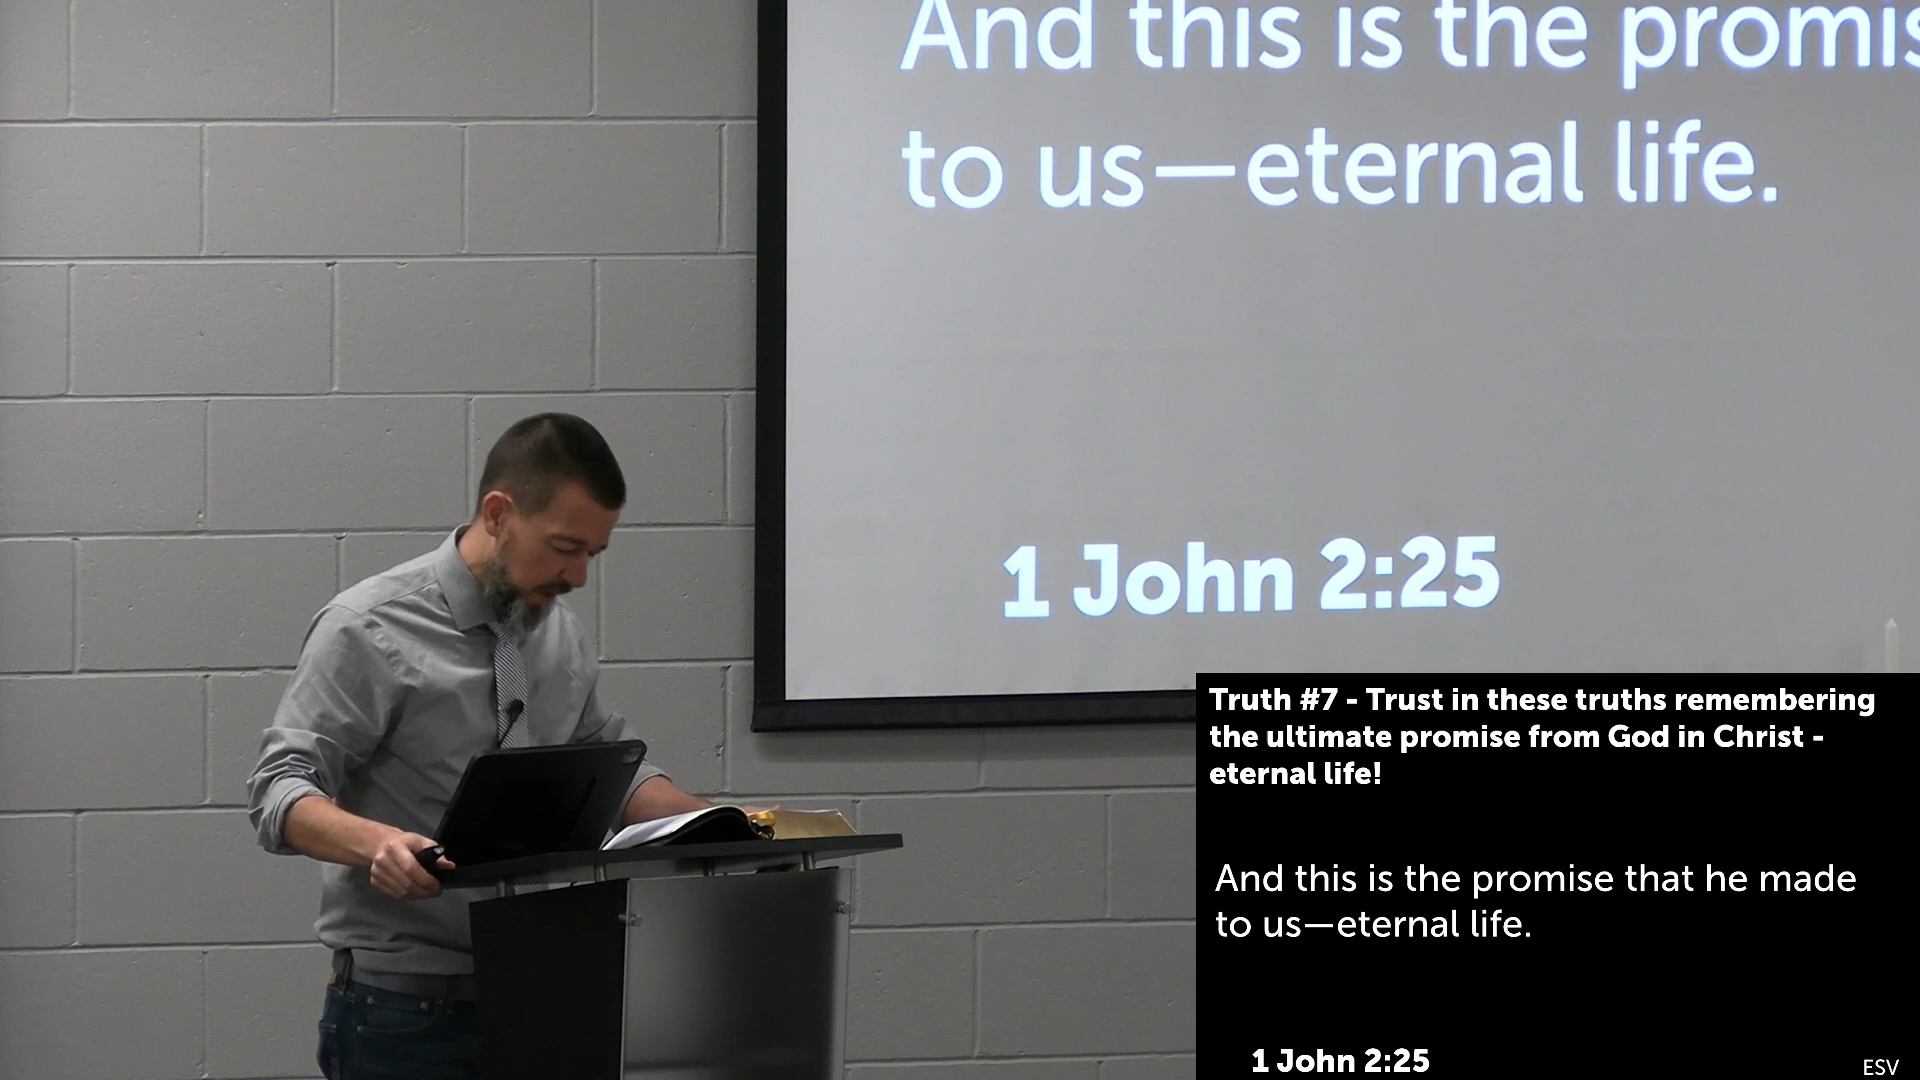 And this is the promis
to us—eternal life.
1 John 2:25
Truth #7 - Trust in these truths remembering
the ultimate promise from God in Christ -
eternal life!
And this is the promise that he made
to us—eternal life.
1 John 2:25
ESV